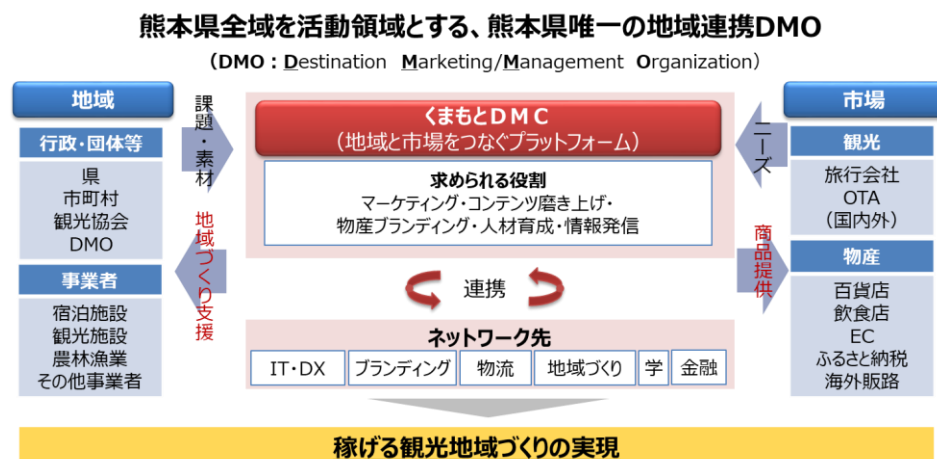 熊本県全域を活動領域とする、熊本県唯一の地域連携DMO
（DMO：Destination Marketing/Management Organization）
地域
行政・団体等
県
市町村
観光協会
DMO
事業者
宿泊施設
観光施設
農林漁業
その他事業者
課題・素材
地域づくり支援
くまもとDMC
（地域と市場をつなぐプラットフォーム）
求められる役割
マーケティング・コンテンツ磨き上げ・
物産ブランディング・人材育成・情報発信
連携
ネットワーク先
IT・DX
ブランディング
物流
地域づくり
学
金融
ニーズ
商品提供
市場
観光
旅行会社
OTA
（国内外）
物産
百貨店
飲食店
EC
ふるさと納税
海外販路
稼げる観光地域づくりの実現